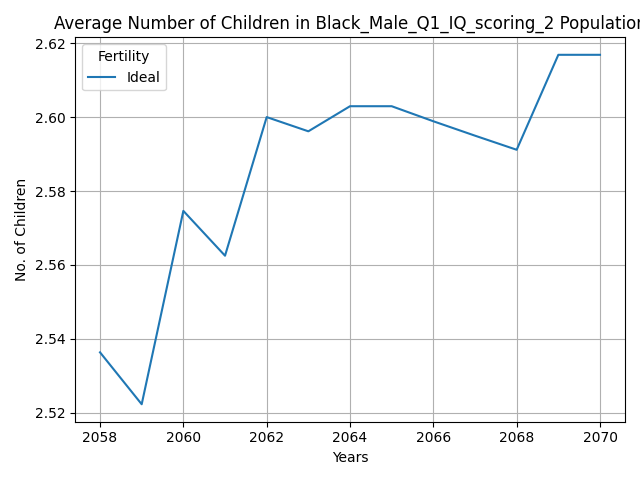 Average Number of Children in Black_Male_Q1_IQ_scoring_2 Population
2.62
Fertility
Ideal
2.60
2.58
2.56
2.54
2.52
No. of Children
2058 2060 2062 2064 2066 2068 2070
Years